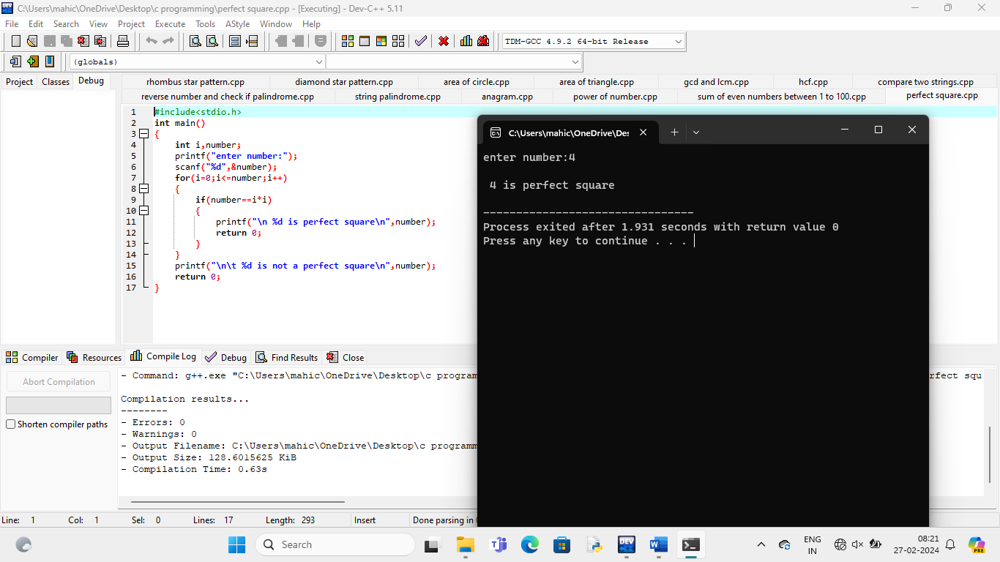 C:\Users\mahic\OneDrive\Desktop\c programming\perfect square.cpp - [Executing] - Dev-C++ 5.11
File Edit Search View Project Execute Tools AStyle Window Help
TDM-GCC 4.9.2 64-bit Release
(globals)
Project Classes Debug
rhombus star pattern.cpp diamond star pattern.cpp area of circle.cpp area of triangle.cpp gcd and lcm.cpp hcf.cpp compare two strings.cpp
reverse number and check if palindrome.cpp string palindrome.cpp anagram.cpp power of number.cpp sum of even numbers between 1 to 100.cpp perfect square.cpp
1 #include<stdio.h>
2 int main()
3 {
4 int i,number;
5 printf("enter number:");
6 scanf("%d",&number);
7 for(i=0;i<=number;i++)
8 {
9 if(number==i*i)
10 {
11 printf("\n %d is perfect square\n",number);
12 return 0;
13 }
14 }
15 printf("\n\t %d is not a perfect square\n",number);
16 return 0;
17 }
C:\Users\mahic\OneDrive\Des
enter number:4
4 is perfect square
--------------------------------
Process exited after 1.931 seconds with return value 0
Press any key to continue . . .
Compiler Resources Compile Log Debug Find Results Close
Abort Compilation
Shorten compiler paths
- Command: g++.exe "C:\Users\mahic\OneDrive\Desktop\c program rfect squ
Compilation results...
--------
- Errors: 0
- Warnings: 0
- Output Filename: C:\Users\mahic\OneDrive\Desktop\c programm
- Output Size: 128.6015625 KiB
- Compilation Time: 0.63s
Line: 1 Col: 1 Sel: 0 Lines: 17 Length: 293 Insert Done parsing in
Search
DEV
W
ENG
IN
08:21
27-02-2024
PRE